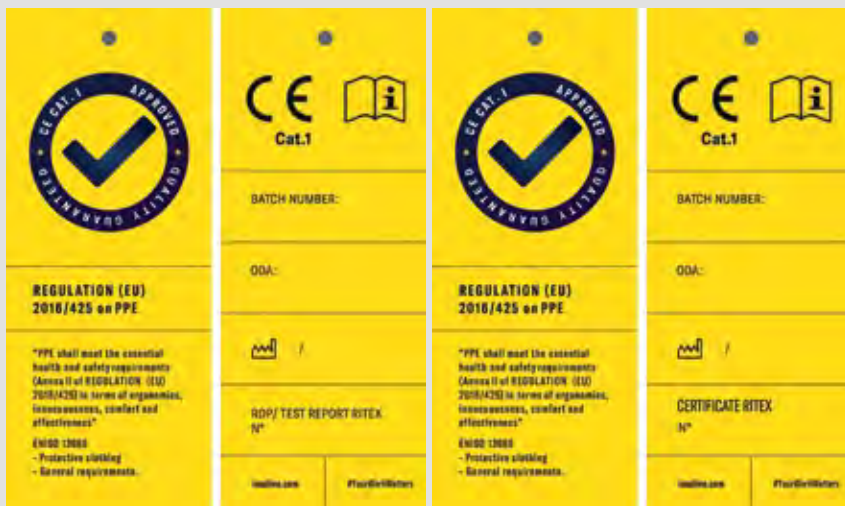 CE CAT. I APPROVED
QUALITY GUARANTEED
REGULATION (EU)
2016/425 on PPE
"PPE shall meet the essential
health and safety requirements
(Annex II of REGULATION (EU)
2016/425) in terms of ergonomics,
innocuousness, comfort and
effectiveness"
EN ISO 13688
- Protective clothing
- General requirements.
CE
i
Cat.1
BATCH NUMBER:
ODA:
/
RDP/ TEST REPORT RITEX
N°
#YourGirlMatters
CE CAT. I APPROVED
QUALITY GUARANTEED
REGULATION (EU)
2016/425 on PPE
"PPE shall meet the essential
health and safety requirements
(Annex II of REGULATION (EU)
2016/425) in terms of ergonomics,
innocuousness, comfort and
effectiveness"
EN ISO 13688
- Protective clothing
- General requirements.
CE
i
Cat.1
BATCH NUMBER:
ODA:
/
CERTIFICATE RITEX
N°